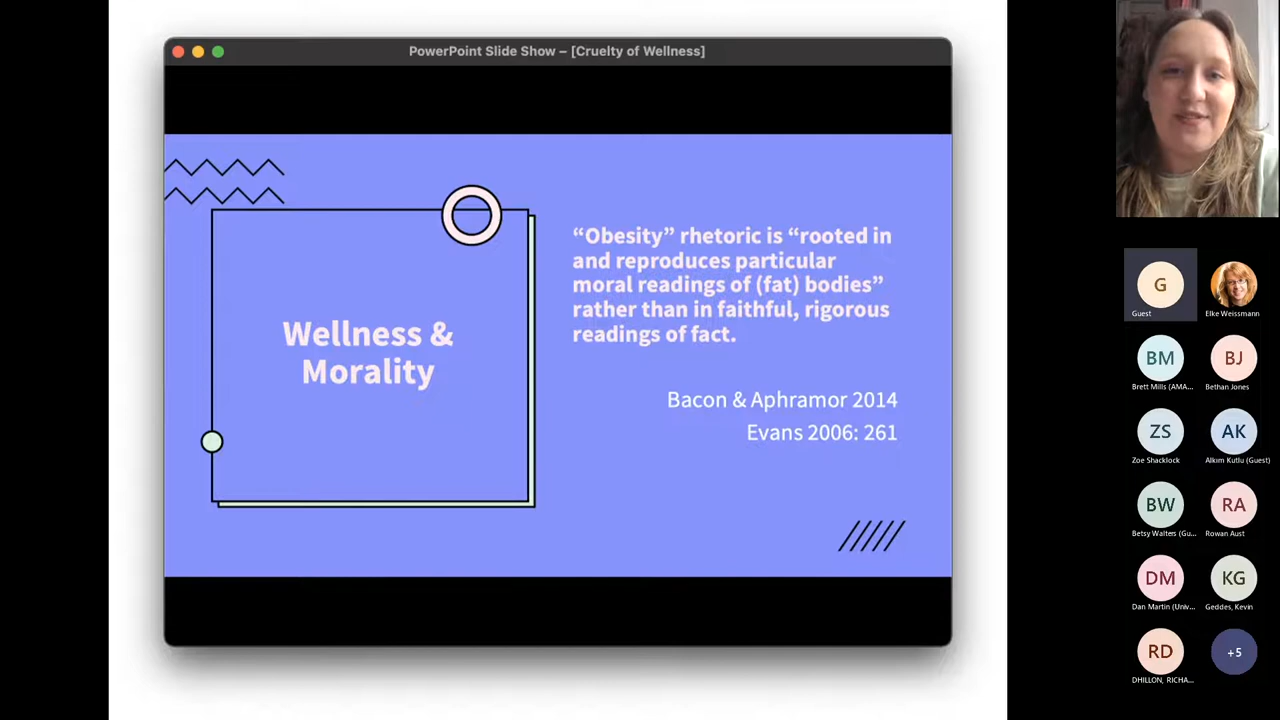 PowerPoint Slide Show – [Cruelty of Wellness]
Wellness &
Morality
“Obesity” rhetoric is “rooted in
and reproduces particular
moral readings of (fat) bodies”
rather than in faithful, rigorous
readings of fact.
Bacon & Aphramor 2014
Evans 2006: 261
G
Guest
Elke Weissmann
BM
Brett Mills (AMA...
BJ
Bethan Jones
ZS
Zoe Shacklock
AK
Alkım Kutlu (Guest)
BW
Betsy Walters (Gu...
RA
Rowan Aust
DM
Dan Martin (Univ...
KG
Geddes, Kevin
RD
DHILLON, RICHA...
+5